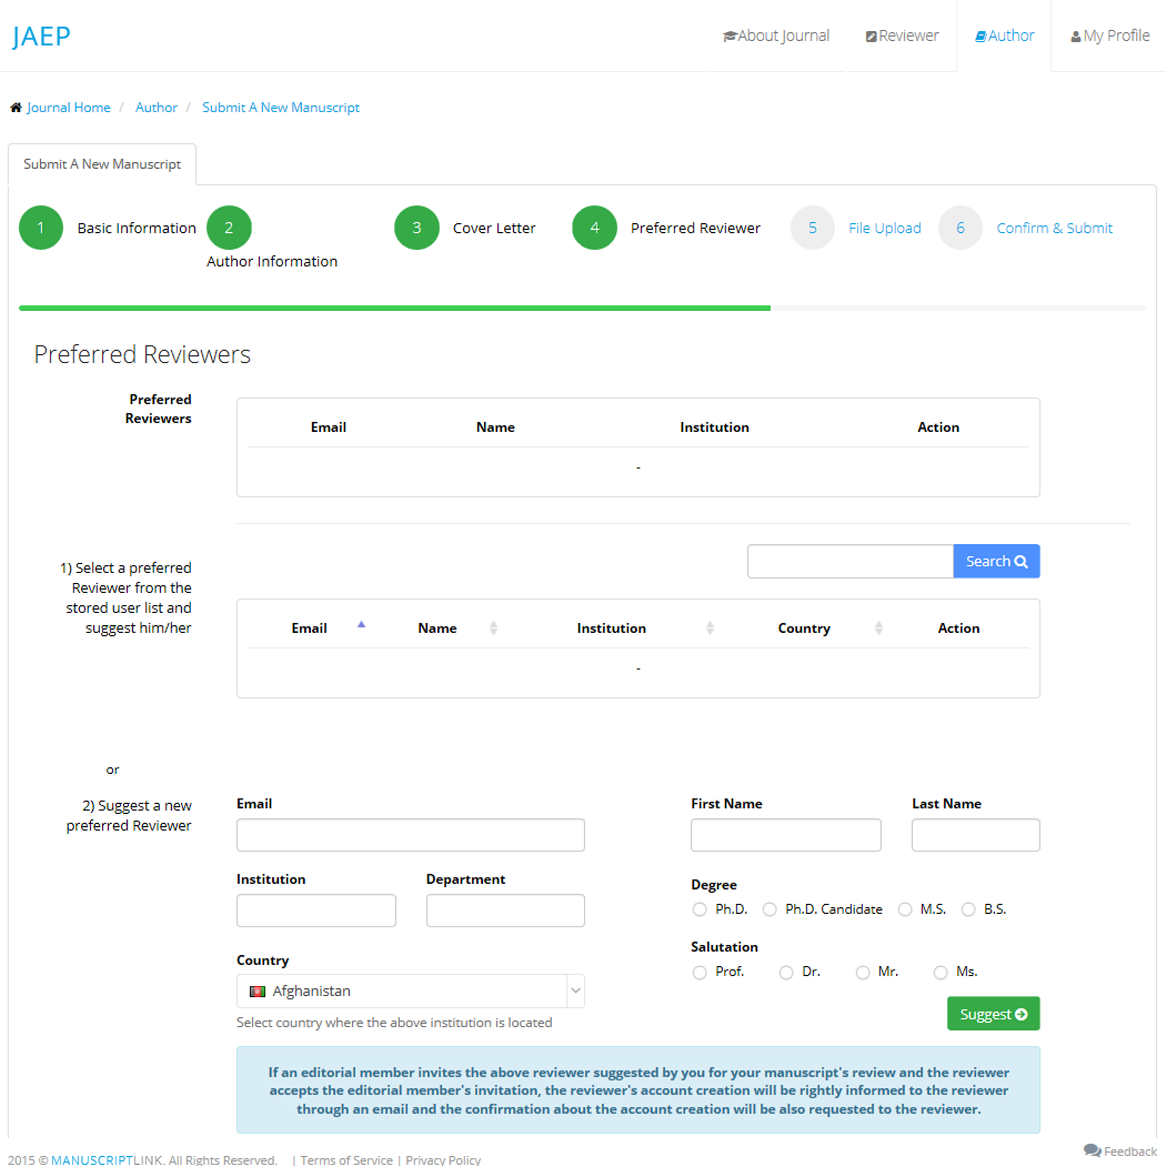 JAEP
About Journal
Reviewer
Author
My Profile
Journal Home / Author / Submit A New Manuscript
Submit A New Manuscript
1 Basic Information
2 Author Information
3 Cover Letter
4 Preferred Reviewer
5 File Upload
6 Confirm & Submit
Preferred Reviewers
Preferred
Reviewers
Email Name Institution Action
-
1) Select a preferred
Reviewer from the
stored user list and
suggest him/her
Search
Email Name Institution Country Action
-
or
2) Suggest a new
preferred Reviewer
Email
First Name Last Name
Institution Department
Degree
Ph.D. Ph.D. Candidate M.S. B.S.
Salutation
Prof. Dr. Mr. Ms.
Country
Afghanistan
Select country where the above institution is located
Suggest
If an editorial member invites the above reviewer suggested by you for your manuscript's review and the reviewer
accepts the editorial member's invitation, the reviewer's account creation will be rightly informed to the reviewer
through an email and the confirmation about the account creation will be also requested to the reviewer.
Feedback
2015 © MANUSCRIPTLINK. All Rights Reserved. | Terms of Service | Privacy Policy